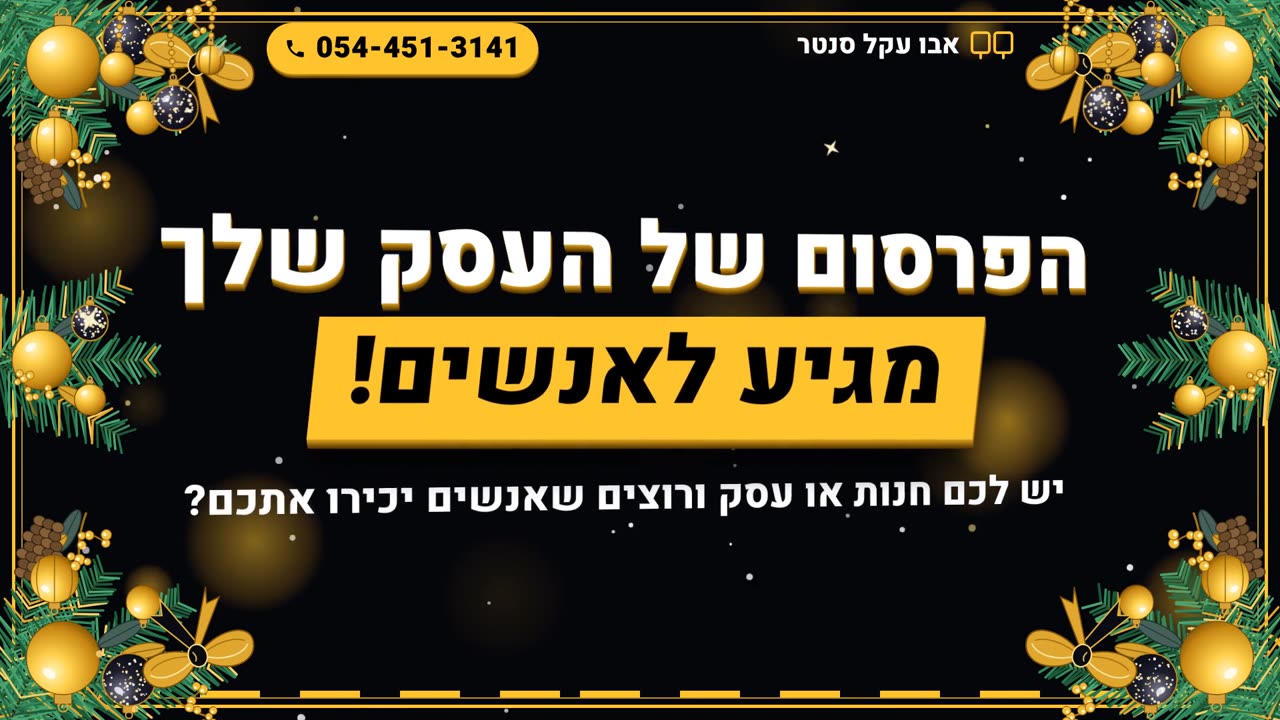 אבו עקל סנטר
054-451-3141
הפרסום של העסק שלך
מגיע לאנשים!
יש לכם חנות או עסק ורוצים שאנשים יכירו אתכם?